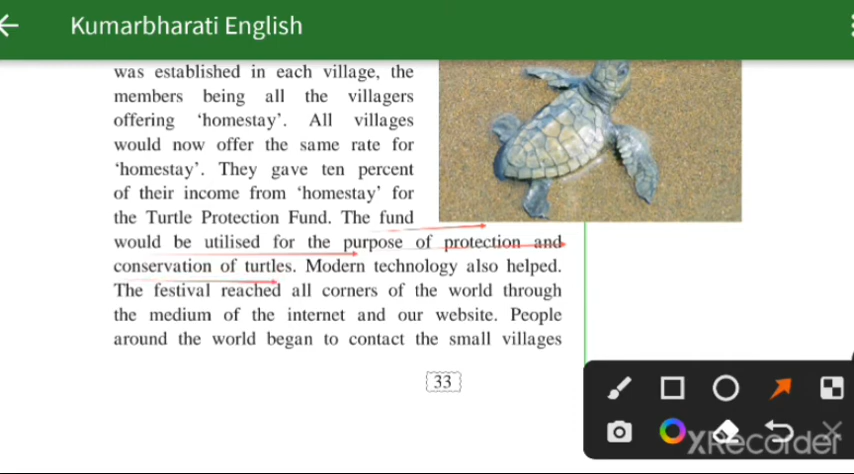 Kumarbharati English
was established in each village, the
members being all the villagers
offering ‘homestay’. All villages
would now offer the same rate for
‘homestay’. They gave ten percent
of their income from ‘homestay’ for
the Turtle Protection Fund. The fund
would be utilised for the purpose of protection and
conservation of turtles. Modern technology also helped.
The festival reached all corners of the world through
the medium of the internet and our website. People
around the world began to contact the small villages
33
XRecorder